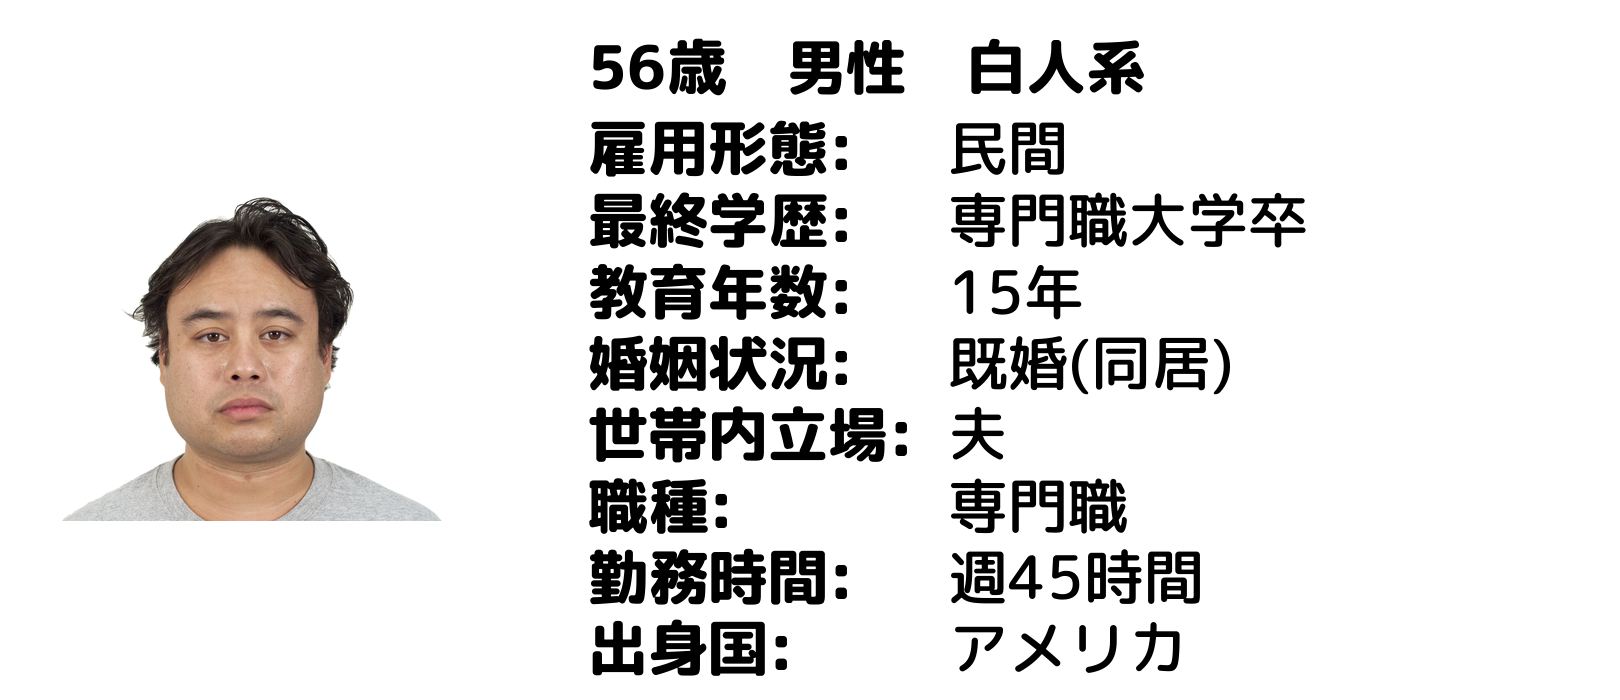 56歳　男性　白人系
雇用形態:　民間
最終学歴:　専門職大学卒
教育年数:　15年
婚姻状況:　既婚(同居)
世帯内立場:　夫
職種:　専門職
勤務時間:　週45時間
出身国:　アメリカ